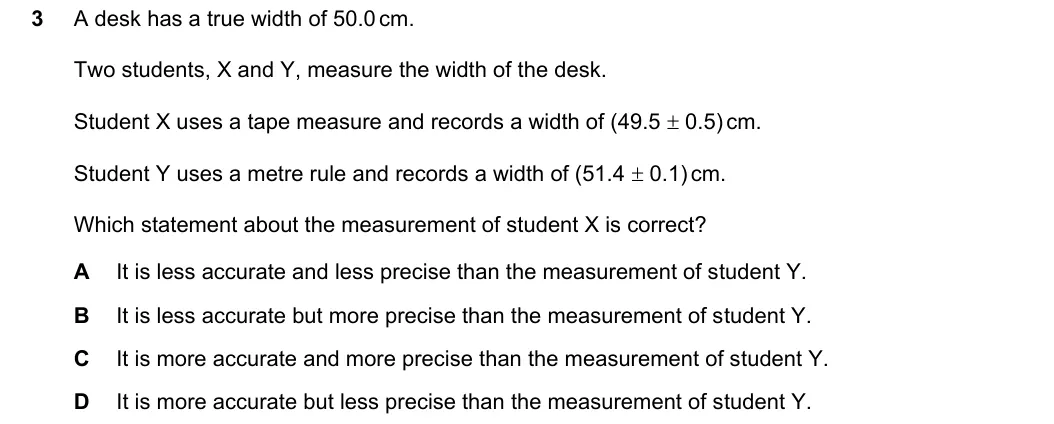 3 A desk has a true width of 50.0 cm.
Two students, X and Y, measure the width of the desk.
Student X uses a tape measure and records a width of (49.5 ± 0.5) cm.
Student Y uses a metre rule and records a width of (51.4 ± 0.1) cm.
Which statement about the measurement of student X is correct?
A It is less accurate and less precise than the measurement of student Y.
B It is less accurate but more precise than the measurement of student Y.
C It is more accurate and more precise than the measurement of student Y.
D It is more accurate but less precise than the measurement of student Y.